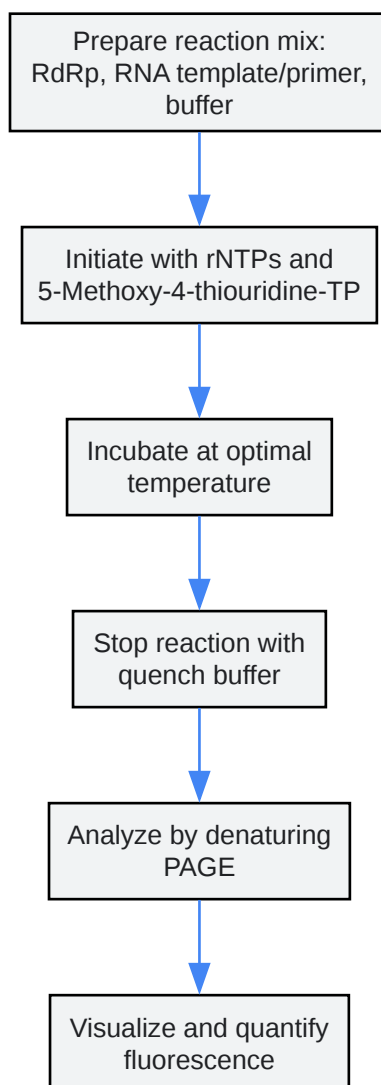 Prepare reaction mix:
RdRp, RNA template/primer,
buffer
Initiate with rNTPs and
5-Methoxy-4-thiouridine-TP
Incubate at optimal
temperature
Stop reaction with
quench buffer
Analyze by denaturing
PAGE
Visualize and quantify
fluorescence